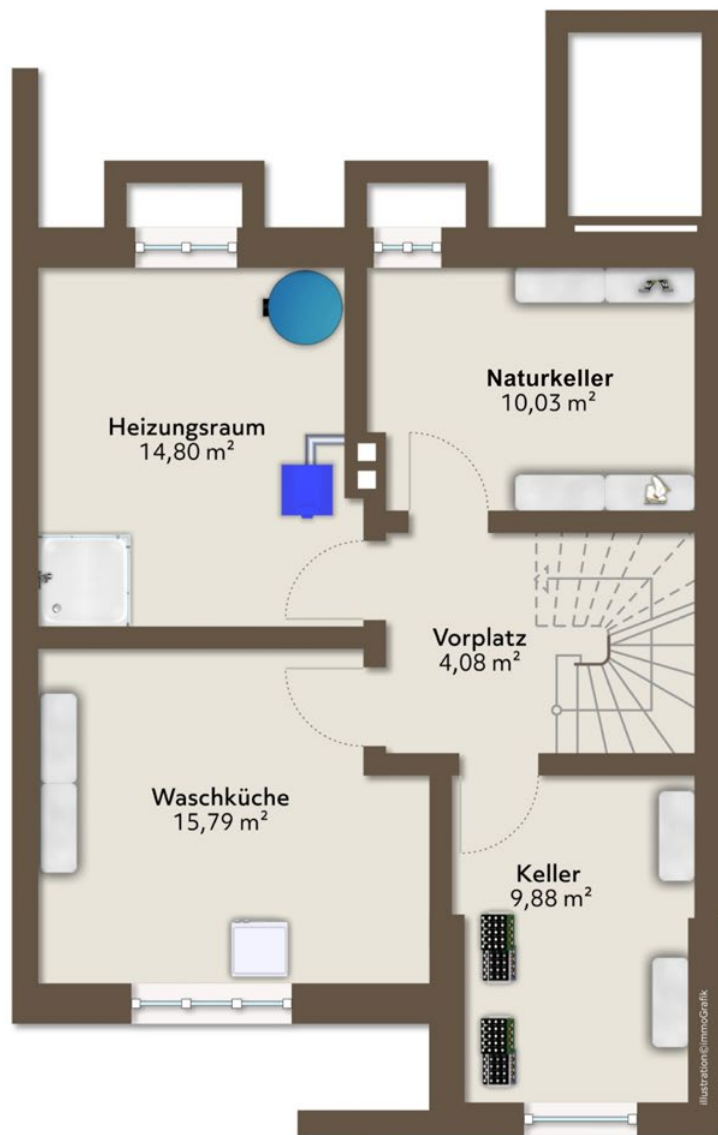 Naturkeller
10,03 m²
Heizungsraum
14,80 m²
Vorplatz
4,08 m²
Waschküche
15,79 m²
Keller
9,88 m²
illustration©immoGrafik